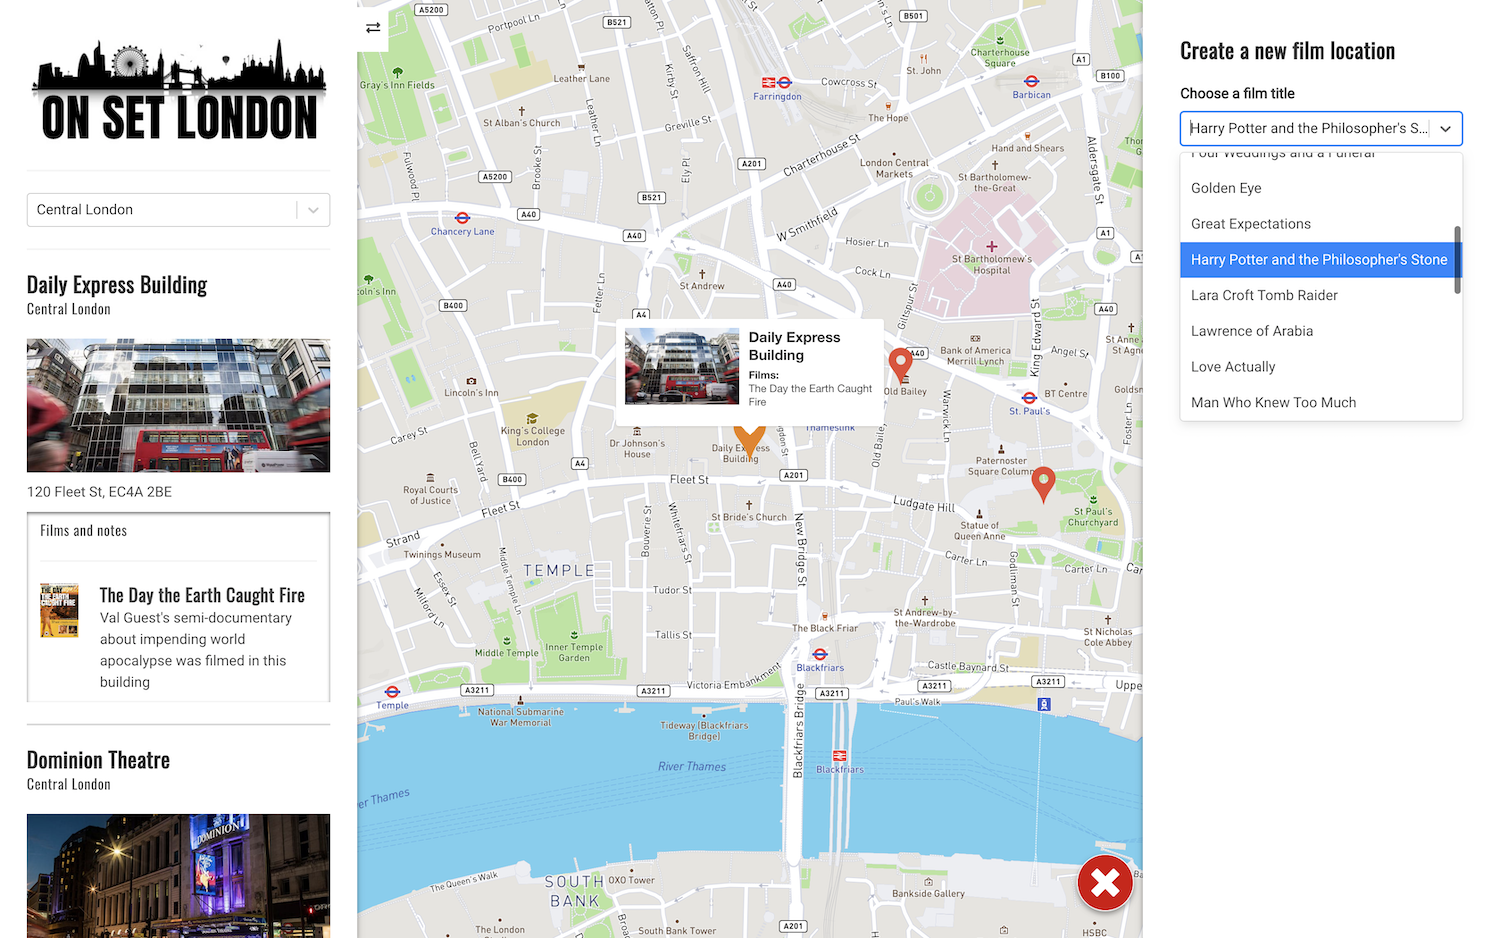 ON SET LONDON
Central London
Daily Express Building
Central London
120 Fleet St, EC4A 2BE
Films and notes
THE DAY
THE EARTH
CAUGHT FIRE
The Day the Earth Caught Fire
Val Guest's semi-documentary
about impending world
apocalypse was filmed in this
building
Dominion Theatre
Central London
DOMINION
A5200
Portpool Ln
B521
Hatton Pl
Saffron Hill
Kirby St
B501
Charterhouse
Square
A1
B100
Gray's Inn Fields
Leather Lane
Leather Ln
Farringdon
Cowcross St
St. John
Barbican
St Alban's Church
Greville St
The Hope
Hand and Shears
Aldersgate St
Brooke St
Fulwood Pl
A5200
Ely Pl
A201
Charterhouse St
London Central
Markets
St Bartholomew-
the-Great
B521
A40
Chancery Lane
A40
A40
W Smithfield
Hosier Ln
A1
St Bartholomew's
Hospital
Cock Ln
St Andrew
A40
Giltspur St
Fetter Ln
B400
A4
A40
King Edward St
Daily Express
Building
Films:
The Day the Earth Caught
Fire
A40
Bank of America
Merrill Lynch
Angel St
Old Bailey
Lincoln's Inn
BT Centre
St. Paul's
Warwick Ln
Foster Ln
King's College
London
Carey St
Dr Johnson's
House
Thameslink
Daily Express
Building
Old Bailey
Bell Yard
A4
Paternoster
Square Column
B400
A201
Fleet St
Royal Courts
of Justice
Ludgate Hill
St Paul's
Churchyard
Fleet St
St Bride's Church
Statue of
Queen Anne
Strand
Bouverie St
Whitefriars St
New Bridge St
Twinings Museum
Middle Temple Ln
Carter Ln
Carter Ln
TEMPLE
Essex St
Milford Ln
Tudor St
Godliman St
St Andrew-by-
the-Wardrobe
The Black Friar
Tallis St
St Nicholas
Cole Abbey
Middle Temple
Inner Temple
Garden
Blackfriars
Castle Baynard St
A3211
A3211
Victoria Embankment
A3211
A3211
A3211
Upper
Temple
Paul's Walk
National Submarine
War Memorial
Tideway (Blackfriars
Bridge)
Blackfriars Bridge
River Thames
Blackfriars
The Queen's Walk
SOUTH
BANK
OXO Tower
Bankside Gallery
The London
South Bank Tower
A201
HSBC
Create a new film location
Choose a film title
Harry Potter and the Philosopher's S...
Four Weddings and a Funeral
Golden Eye
Great Expectations
Harry Potter and the Philosopher's Stone
Lara Croft Tomb Raider
Lawrence of Arabia
Love Actually
Man Who Knew Too Much